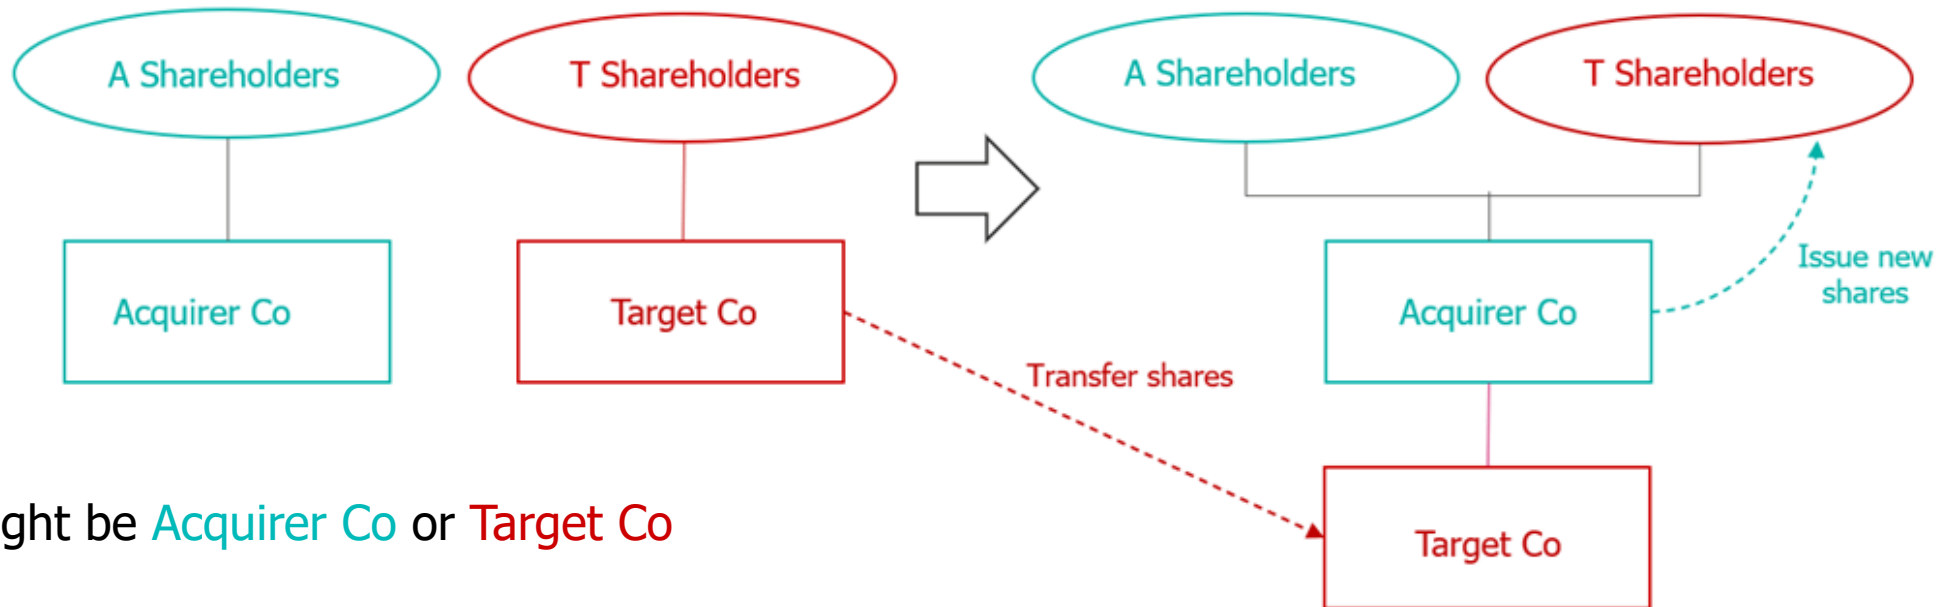 A Shareholders
T Shareholders
A Shareholders
T Shareholders
Acquirer Co
Target Co
Acquirer Co
Issue new
shares
Transfer shares
ght be Acquirer Co or Target Co
Target Co